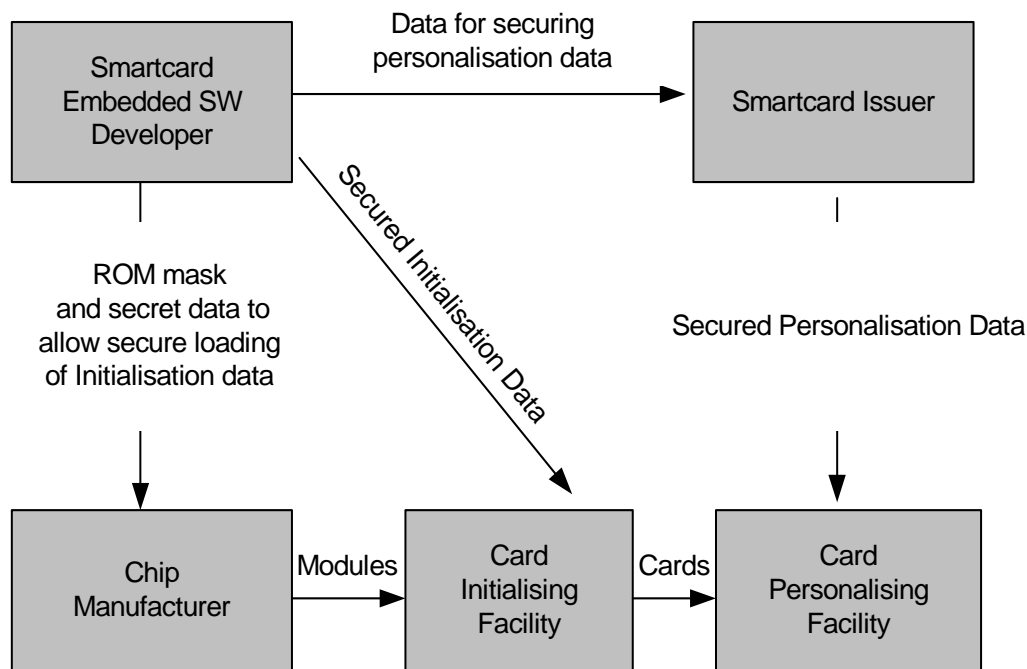 Data for securing
personalisation data
Smartcard
Embedded SW
Developer
Smartcard Issuer
Secured Initialisation Data
ROM mask
and secret data to
allow secure loading
of Initialisation data
Secured Personalisation Data
Chip
Manufacturer
Modules
Card
Initialising
Facility
Cards
Card
Personalising
Facility